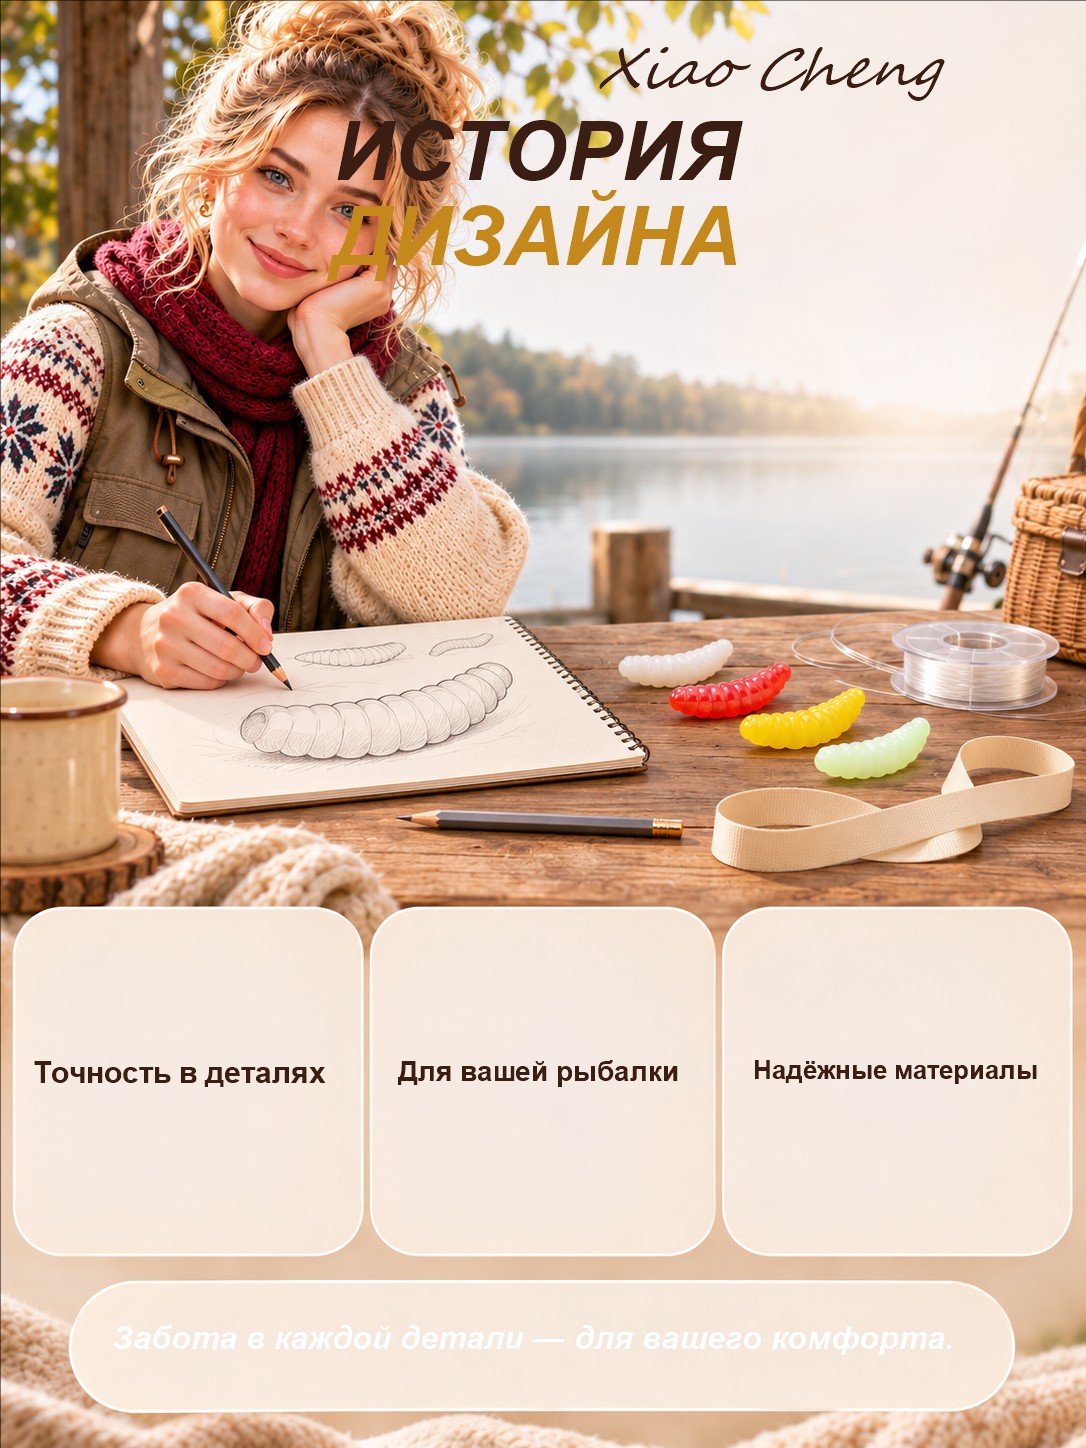 Xiao Cheng
ИСТОРИЯ
ДИЗАЙНА
Точность в деталях
Для вашей рыбалки
Надёжные материалы
Забота в каждой детали — для вашего комфорта.